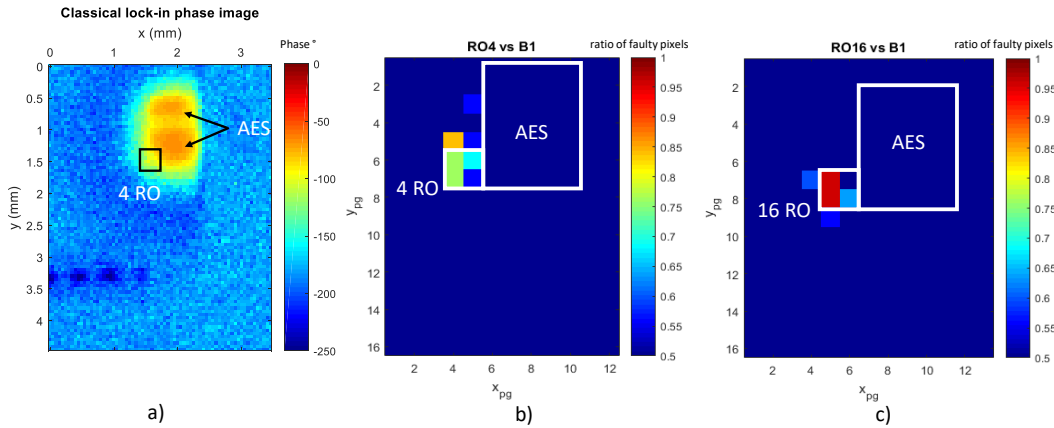 Classical lock-in phase image
x (mm)
0 1 2 3
Phase °
0
0.5
1
1.5
2
2.5
3
3.5
4
y (mm)
AES
4 RO
0
-50
-100
-150
-200
-250
a)
RO4 vs B1
ratio of faulty pixels
2
4
6
8
10
12
14
16
y pg
AES
4 RO
2 4 6 8 10 12
x pg
1
0.95
0.9
0.85
0.8
0.75
0.7
0.65
0.6
0.55
0.5
b)
RO16 vs B1
ratio of faulty pixels
2
4
6
8
10
12
14
16
y pg
AES
16 RO
2 4 6 8 10 12
x pg
1
0.95
0.9
0.85
0.8
0.75
0.7
0.65
0.6
0.55
0.5
c)